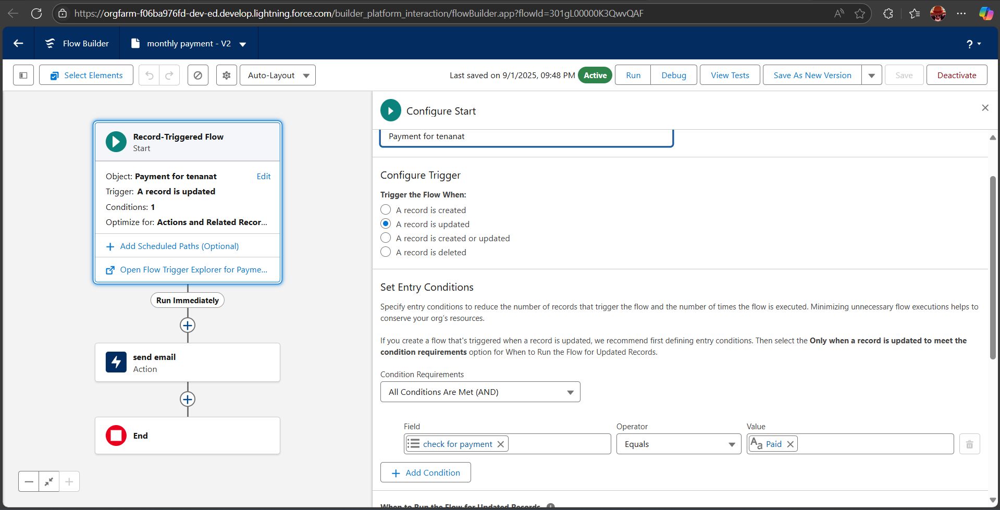 https://orgfarm-f06ba976fd-dev-ed.develop.lightning.force.com/builder_platform_interaction/flowBuilder.app?flowId=301gL00000K3QwvQAF
Flow Builder
monthly payment - V2
?
Select Elements
Auto-Layout
Last saved on 9/1/2025, 09:48 PM
Active
Run
Debug
View Tests
Save As New Version
Save
Deactivate
Record-Triggered Flow
Start
Object: Payment for tenanat
Edit
Trigger: A record is updated
Conditions: 1
Optimize for: Actions and Related Recor...
Add Scheduled Paths (Optional)
Open Flow Trigger Explorer for Payme...
Run Immediately
send email
Action
End
Configure Start
Payment for tenanat
Configure Trigger
Trigger the Flow When:
A record is created
A record is updated
A record is created or updated
A record is deleted
Set Entry Conditions
Specify entry conditions to reduce the number of records that trigger the flow and the number of times the flow is executed. Minimizing unnecessary flow executions helps to
conserve your org's resources.
If you create a flow that's triggered when a record is updated, we recommend first defining entry conditions. Then select the Only when a record is updated to meet the
condition requirements option for When to Run the Flow for Updated Records.
Condition Requirements
All Conditions Are Met (AND)
Field
Operator
Value
check for payment
Equals
Aa Paid
Add Condition
When to Run the Flow for Updated Records